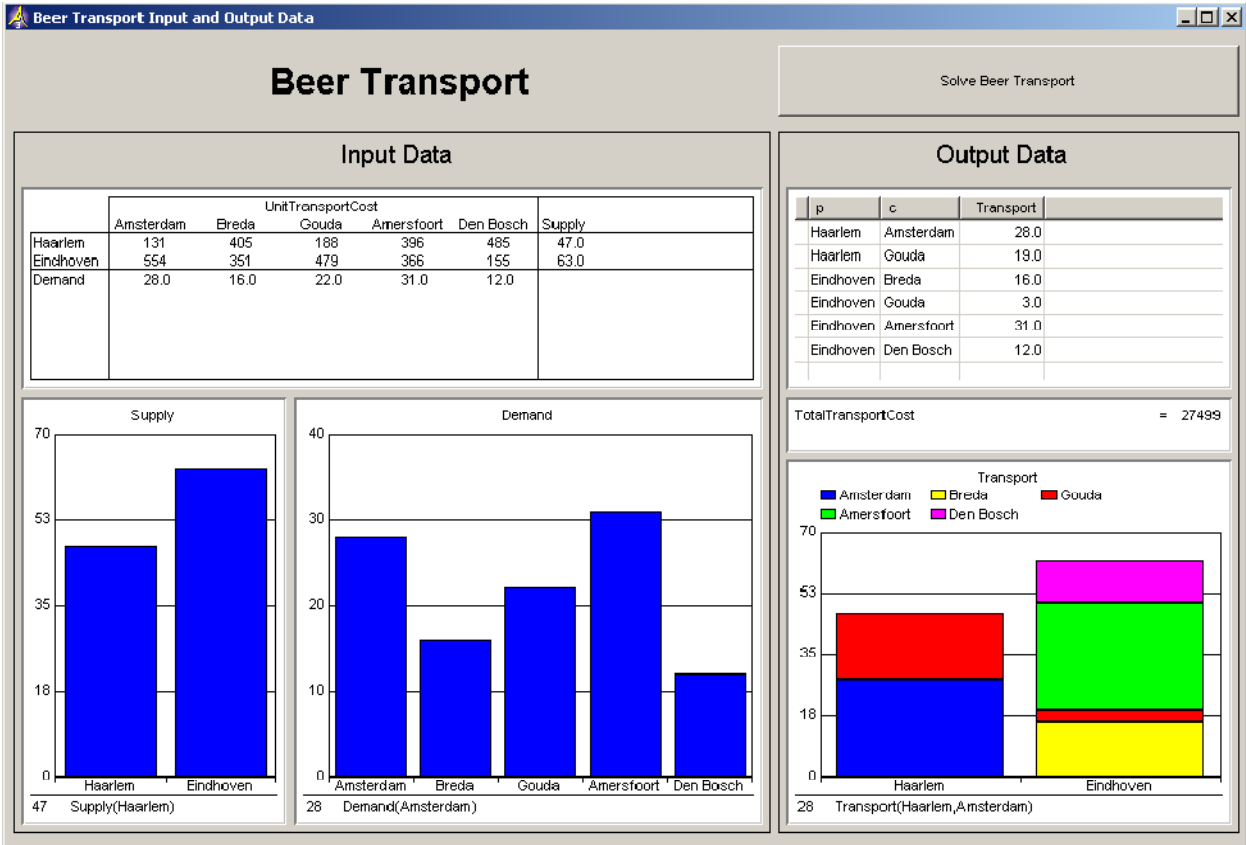 Beer Transport Input and Output Data
Beer Transport
Solve Beer Transport
Input Data
UnitTransportCost
Amsterdam Breda Gouda Amersfoort Den Bosch Supply
Haarlem 131 405 188 396 485 47.0
Eindhoven 554 351 479 366 155 63.0
Demand 28.0 16.0 22.0 31.0 12.0
Output Data
p c Transport
Haarlem Amsterdam 28.0
Haarlem Gouda 19.0
Eindhoven Breda 16.0
Eindhoven Gouda 3.0
Eindhoven Amersfoort 31.0
Eindhoven Den Bosch 12.0
Supply
70
53
35
18
0
Haarlem Eindhoven
47 Supply(Haarlem)
Demand
40
30
20
10
0
Amsterdam Breda Gouda Amersfoort Den Bosch
28 Demand(Amsterdam)
TotalTransportCost = 27499
Transport
Amsterdam Breda Gouda
Amersfoort Den Bosch
70
53
35
18
0
Haarlem Eindhoven
28 Transport(Haarlem,Amsterdam)